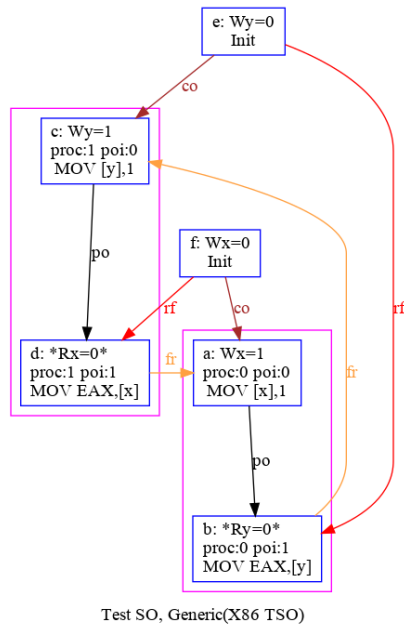 e: Wy=0
Init
co
c: Wy=1
proc:1 poi:0
MOV [y],1
po
f: Wx=0
Init
rf
rf
co
d: *Rx=0*
proc:1 poi:1
MOV EAX,[x]
fr
a: Wx=1
proc:0 poi:0
MOV [x],1
fr
po
b: *Ry=0*
proc:0 poi:1
MOV EAX,[y]
Test SO, Generic(X86 TSO)